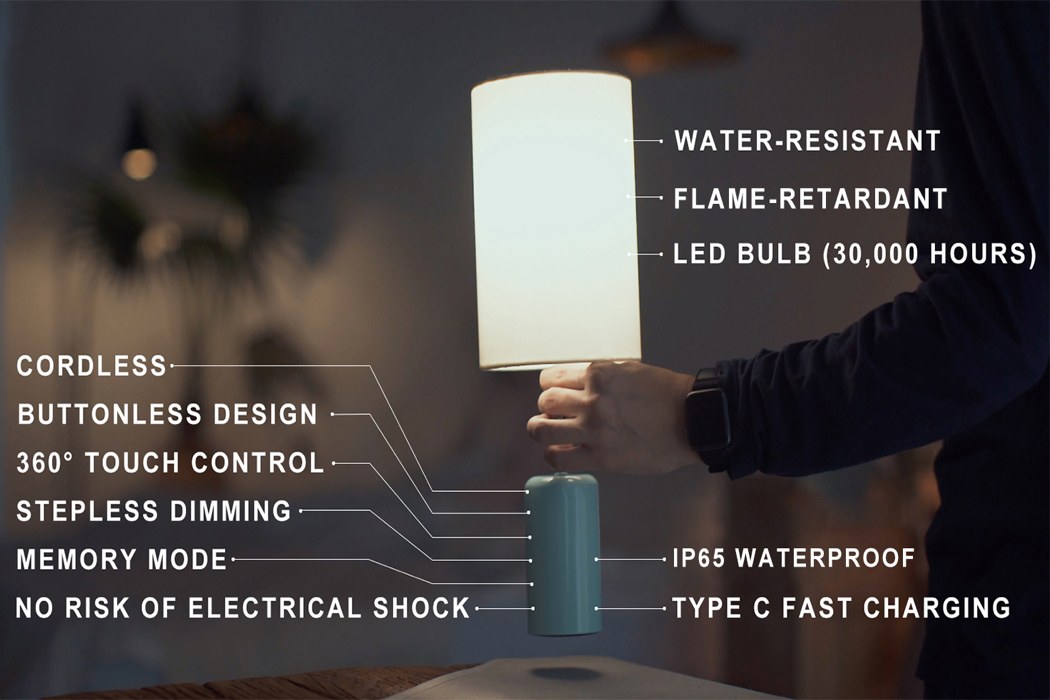 WATER-RESISTANT
FLAME-RETARDANT
LED BULB (30,000 HOURS)
CORDLESS
BUTTONLESS DESIGN
360° TOUCH CONTROL
STEPLESS DIMMING
MEMORY MODE
NO RISK OF ELECTRICAL SHOCK
IP65 WATERPROOF
TYPE C FAST CHARGING